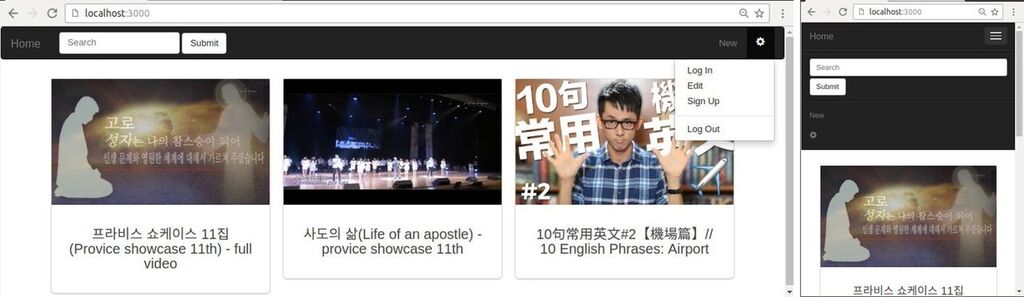 localhost:3000
Home
Search
Submit
New
Log In
Edit
Sign Up
Log Out
고로
성자는 나의 참스승이 되어
인생 문제와 영원한 세계에 대해서 가르쳐 주셨습니다
10句
常用
機
英文
#2
프라비스 쇼케이스 11집
(Provice showcase 11th) - full
video
사도의 삶(Life of an apostle) -
provice showcase 11th
10句常用英文#2【機場篇】//
10 English Phrases: Airport
localhost:3000
Home
Search
Submit
New
고로
성자는 나의 참스승이 되어
인생 문제와 영원한 세계에 대해서 가르쳐 주셨습니다
프라비스 쇼케이스 11집